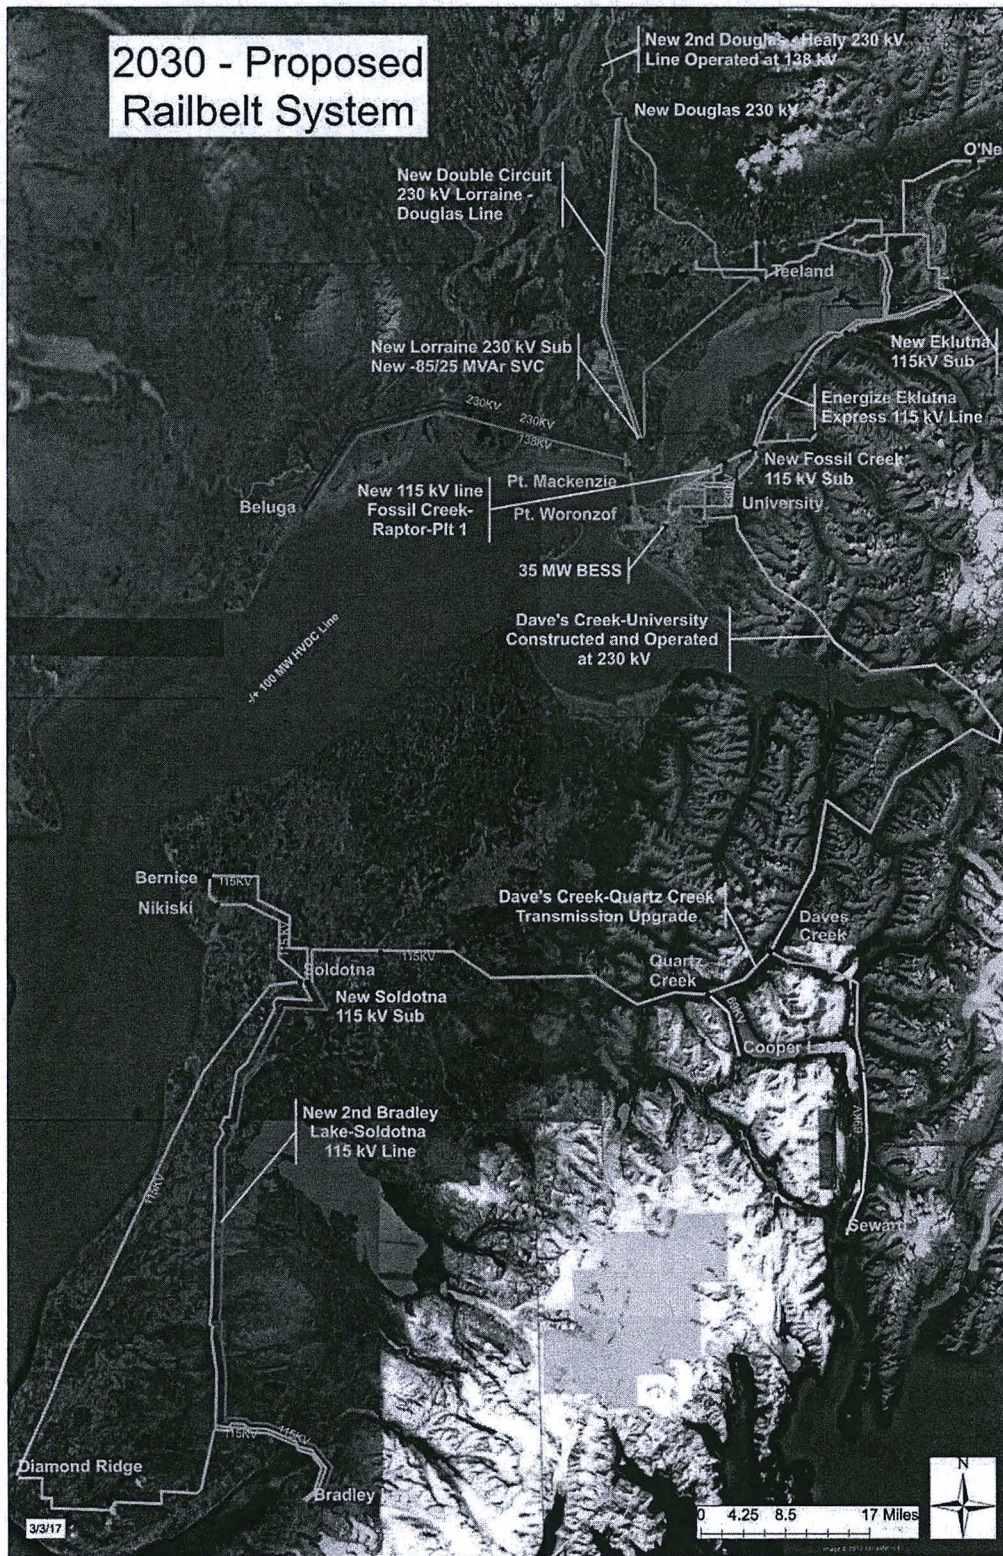 2030 - Proposed
Railbelt System
New 2nd Douglas - Healy 230 kV
Line Operated at 138 kV
New Douglas 230 kV
O'Ne
New Double Circuit
230 kV Lorraine -
Douglas Line
Teeland
New Lorraine 230 kV Sub
New -85/25 MVAr SVC
New Eklutna
115kV Sub
Energize Eklutna
Express 115 kV Line
230KV
230KV
138KV
New Fossil Creek
115 kV Sub
Beluga
New 115 kV line
Fossil Creek-
Raptor-Plt 1
Pt. Mackenzie
Pt. Woronzof
University
35 MW BESS
Dave's Creek-University
Constructed and Operated
at 230 kV
-/+ 100 MW HVDC Line
Bernice
115KV
Nikiski
Dave's Creek-Quartz Creek
Transmission Upgrade
Daves
Creek
115KV
Quartz
Creek
Soldotna
New Soldotna
115 kV Sub
69KV
Cooper L
New 2nd Bradley
Lake-Soldotna
115 kV Line
69KV
115KV
Seward
115KV
115KV
Diamond Ridge
Bradley
N
0 4.25 8.5 17 Miles
3/3/17